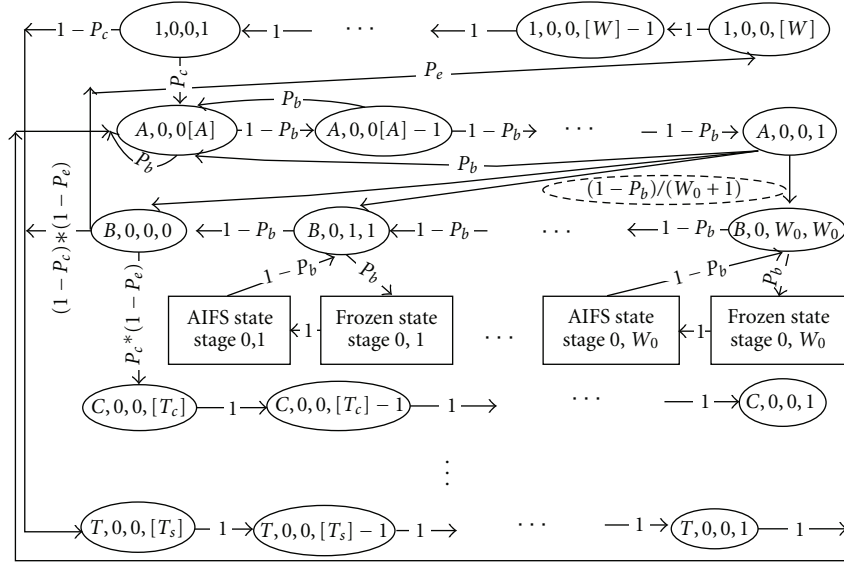 1 − P_c
1,0,0,1
1
· · ·
1
1,0,0,[W]−1
1
1,0,0,[W]
P_c
P_e
P_b
A,0,0[A]
1 − P_b
A,0,0[A]−1
1 − P_b
· · ·
1 − P_b
A,0,0,1
P_b
P_b
(1 − P_b)/(W_0 + 1)
(1 − P_c)∗(1 − P_e)
B,0,0,0
1 − P_b
B,0,1,1
1 − P_b
· · ·
1 − P_b
B,0,W_0,W_0
1 − P_b
P_b
1 − P_b
P_b
P_c*(1 − P_e)
AIFS state
stage 0,1
1
Frozen state
stage 0, 1
· · ·
AIFS state
stage 0, W_0
1
Frozen state
stage 0, W_0
C,0,0,[T_c]
1
C,0,0,[T_c]−1
1
· · ·
1
C,0,0,1
· · ·
T,0,0,[T_s]
1
T,0,0,[T_s]−1
1
· · ·
1
T,0,0,1
1